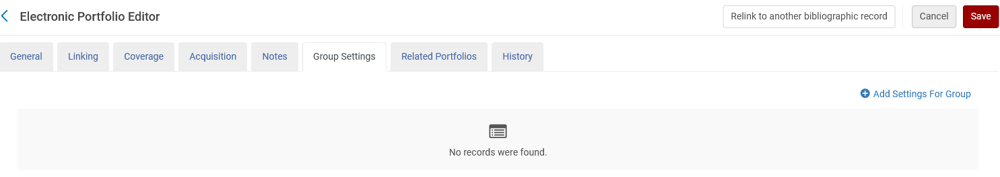 Electronic Portfolio Editor
Relink to another bibliographic record
Cancel
Save
General
Linking
Coverage
Acquisition
Notes
Group Settings
Related Portfolios
History
Add Settings For Group
No records were found.